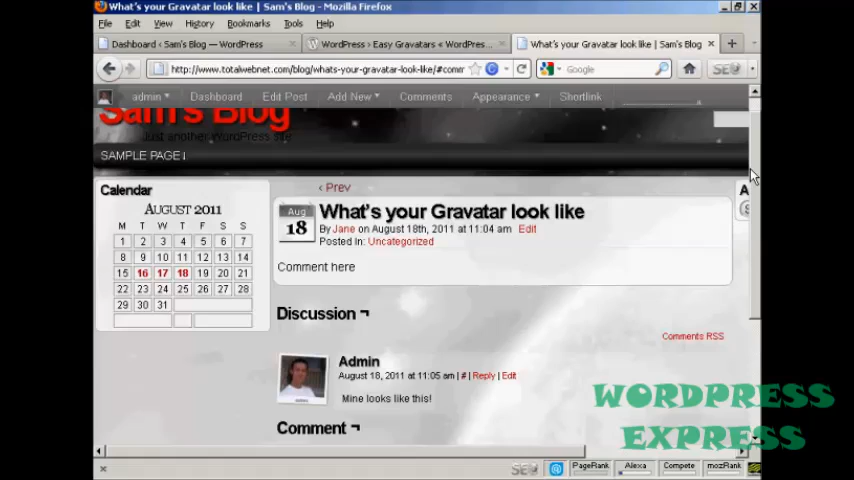 What's your Gravatar look like | Sam's Blog - Mozilla Firefox
File Edit View History Bookmarks Tools Help
Dashboard ‹ Sam's Blog — WordPress
WordPress › Easy Gravatars « WordPres...
What's your Gravatar look like | Sam's Blog
http://www.totalwebnet.com/blog/whats-your-gravatar-look-like/#comm
Google
SEO
admin Dashboard Edit Post Add New Comments Appearance Shortlink
Sam's Blog
Just another WordPress site
SAMPLE PAGE↓
Calendar
AUGUST 2011
M T W T F S S
1 2 3 4 5 6 7
8 9 10 11 12 13 14
15 16 17 18 19 20 21
22 23 24 25 26 27 28
29 30 31
‹ Prev
Aug
18
What's your Gravatar look like
By Jane on August 18th, 2011 at 11:04 am Edit
Posted In: Uncategorized
Comment here
A
S
Discussion ¬
Comments RSS
Admin
August 18, 2011 at 11:05 am | # | Reply | Edit
Mine looks like this!
Comment ¬
WORDPRESS
EXPRESS
SEO PageRank Alexa Compete mozRank